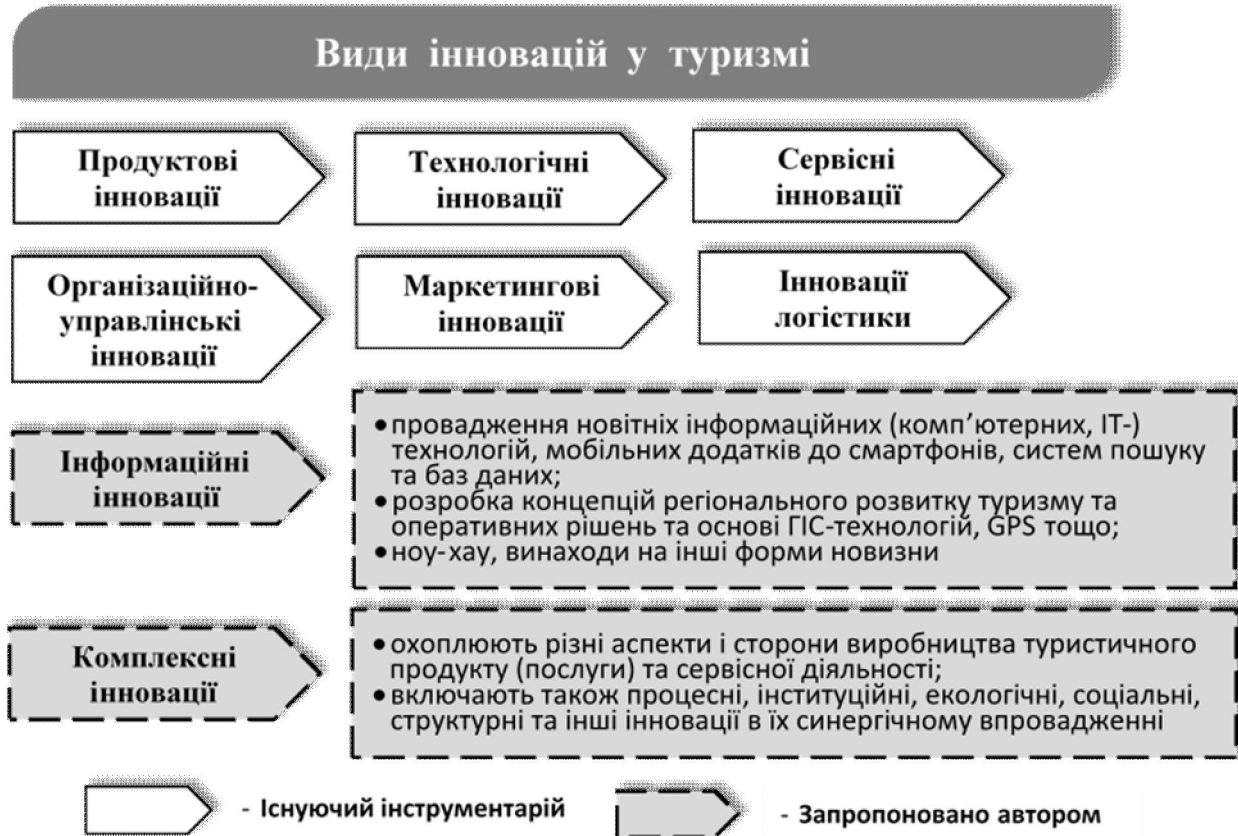 Види інновацій у туризмі
Продуктові
інновації
Технологічні
інновації
Сервісні
інновації
Організаційно-
управлінські
інновації
Маркетингові
інновації
Інновації
логістики
Інформаційні
інновації
•провадження новітніх інформаційних (комп’ютерних, ІТ-)
технологій, мобільних додатків до смартфонів, систем пошуку
та баз даних;
•розробка концепцій регіонального розвитку туризму та
оперативних рішень та основі ГІС-технологій, GPS тощо;
•ноу-хау, винаходи на інші форми новизни
Комплексні
інновації
•охоплюють різні аспекти і сторони виробництва туристичного
продукту (послуги) та сервісної діяльності;
•включають також процесні, інституційні, екологічні, соціальні,
структурні та інші інновації в їх синергічному впровадженні
- Існуючий інструментарій
- Запропоновано автором